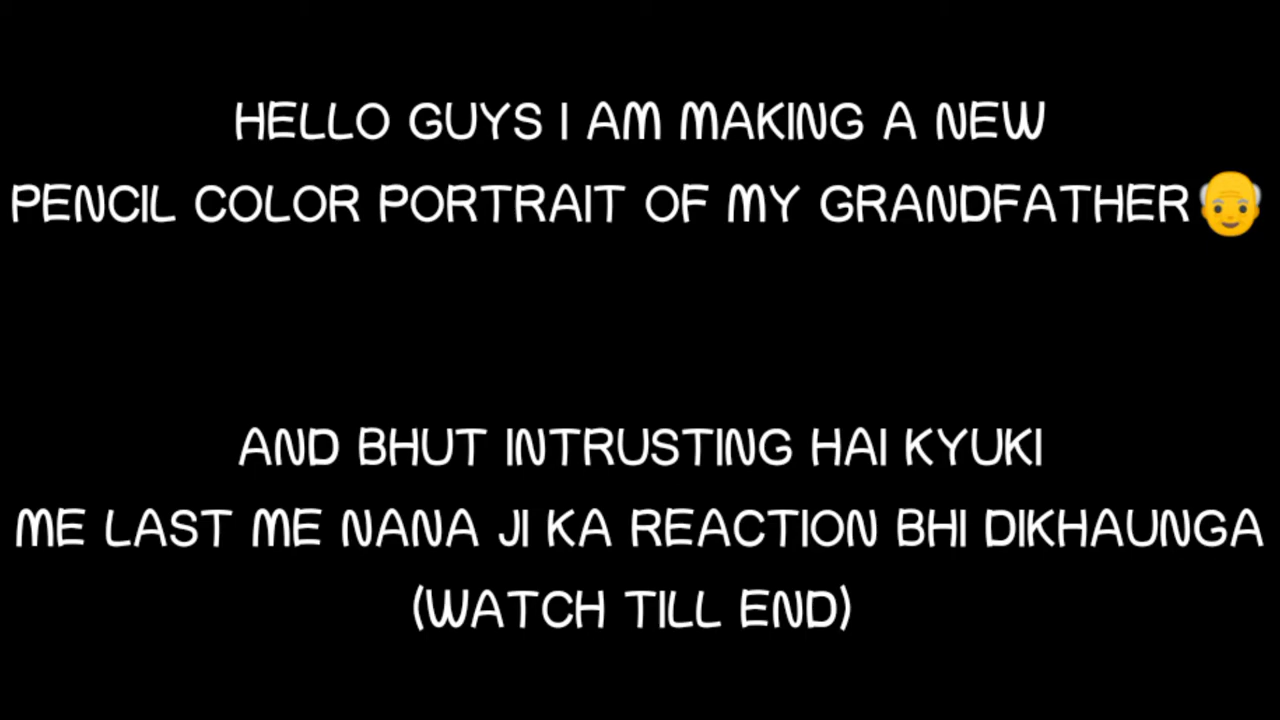 HELLO GUYS I AM MAKING A NEW
PENCIL COLOR PORTRAIT OF MY GRANDFATHER👴
AND BHUT INTRUSTING HAI KYUKI
ME LAST ME NANA JI KA REACTION BHI DIKHAUNGA
(WATCH TILL END)